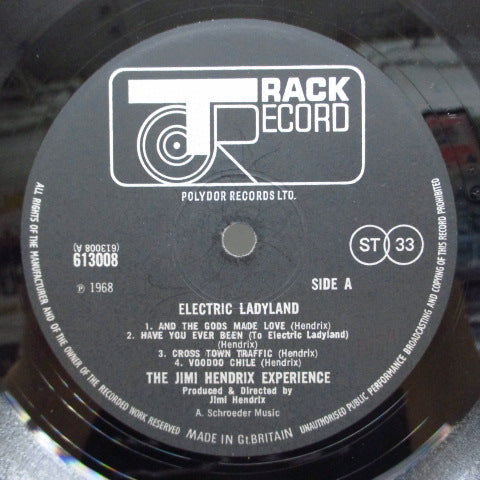 TRACK
RECORD
POLYDOR RECORDS LTD.
(613008 A)
613008
ST 33
℗ 1968
SIDE A
ELECTRIC LADYLAND
1. AND THE GODS MADE LOVE (Hendrix)
2. HAVE YOU EVER BEEN (To Electric Ladyland)
(Hendrix)
3. CROSS TOWN TRAFFIC (Hendrix)
4. VOODOO CHILE (Hendrix)
THE JIMI HENDRIX EXPERIENCE
Produced & Directed by
Jimi Hendrix
A. Schroeder Music
ALL RIGHTS OF THE MANUFACTURER AND OF THE OWNER OF THE RECORDED WORK RESERVED
MADE IN Gt.BRITAIN
UNAUTHORISED PUBLIC PERFORMANCE BROADCASTING AND COPYING OF THIS RECORD PROHIBITED